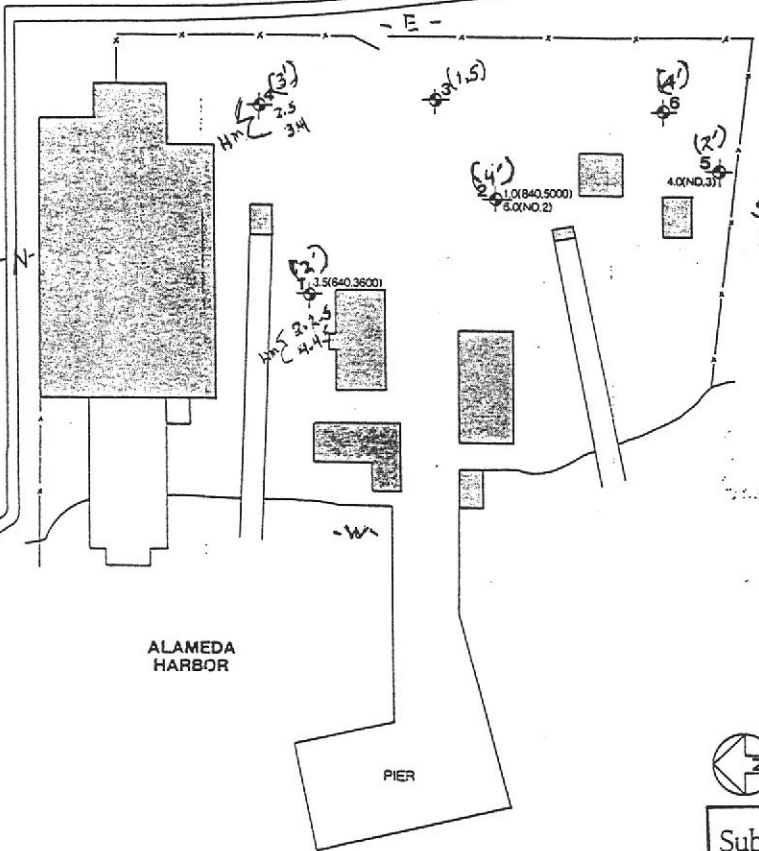 - E -
(3')
4
Hm { 2.5
3.4
3 (1,5)
(4')
6
(2')
5
4.0(ND,3)
(4')
2 1.0(840,5000)
6.0(ND,2)
- N -
(2')
1 3.5(640,3600)
Hm { 2.2.5
4.4.5
- W -
ALAMEDA
HARBOR
PIER
Z
Sub